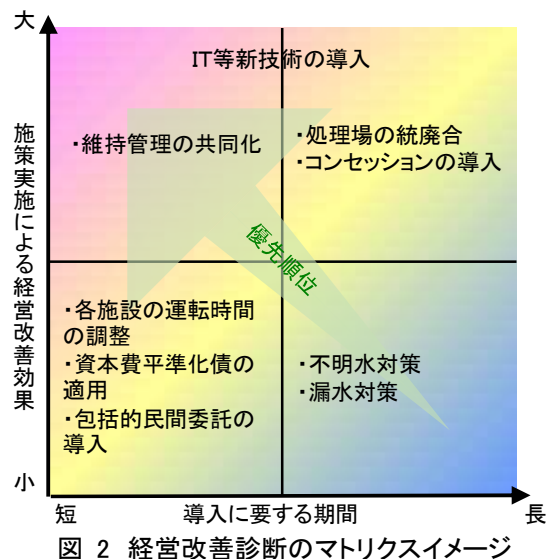 大
IT等新技術の導入
・維持管理の共同化
・処理場の統廃合
・コンセッションの導入
施策実施による経営改善効果
優先順位
・各施設の運転時間
の調整
・資本費平準化債の
適用
・包括的民間委託の
導入
・不明水対策
・漏水対策
小
短 導入に要する期間 長
図 2 経営改善診断のマトリクスイメージ